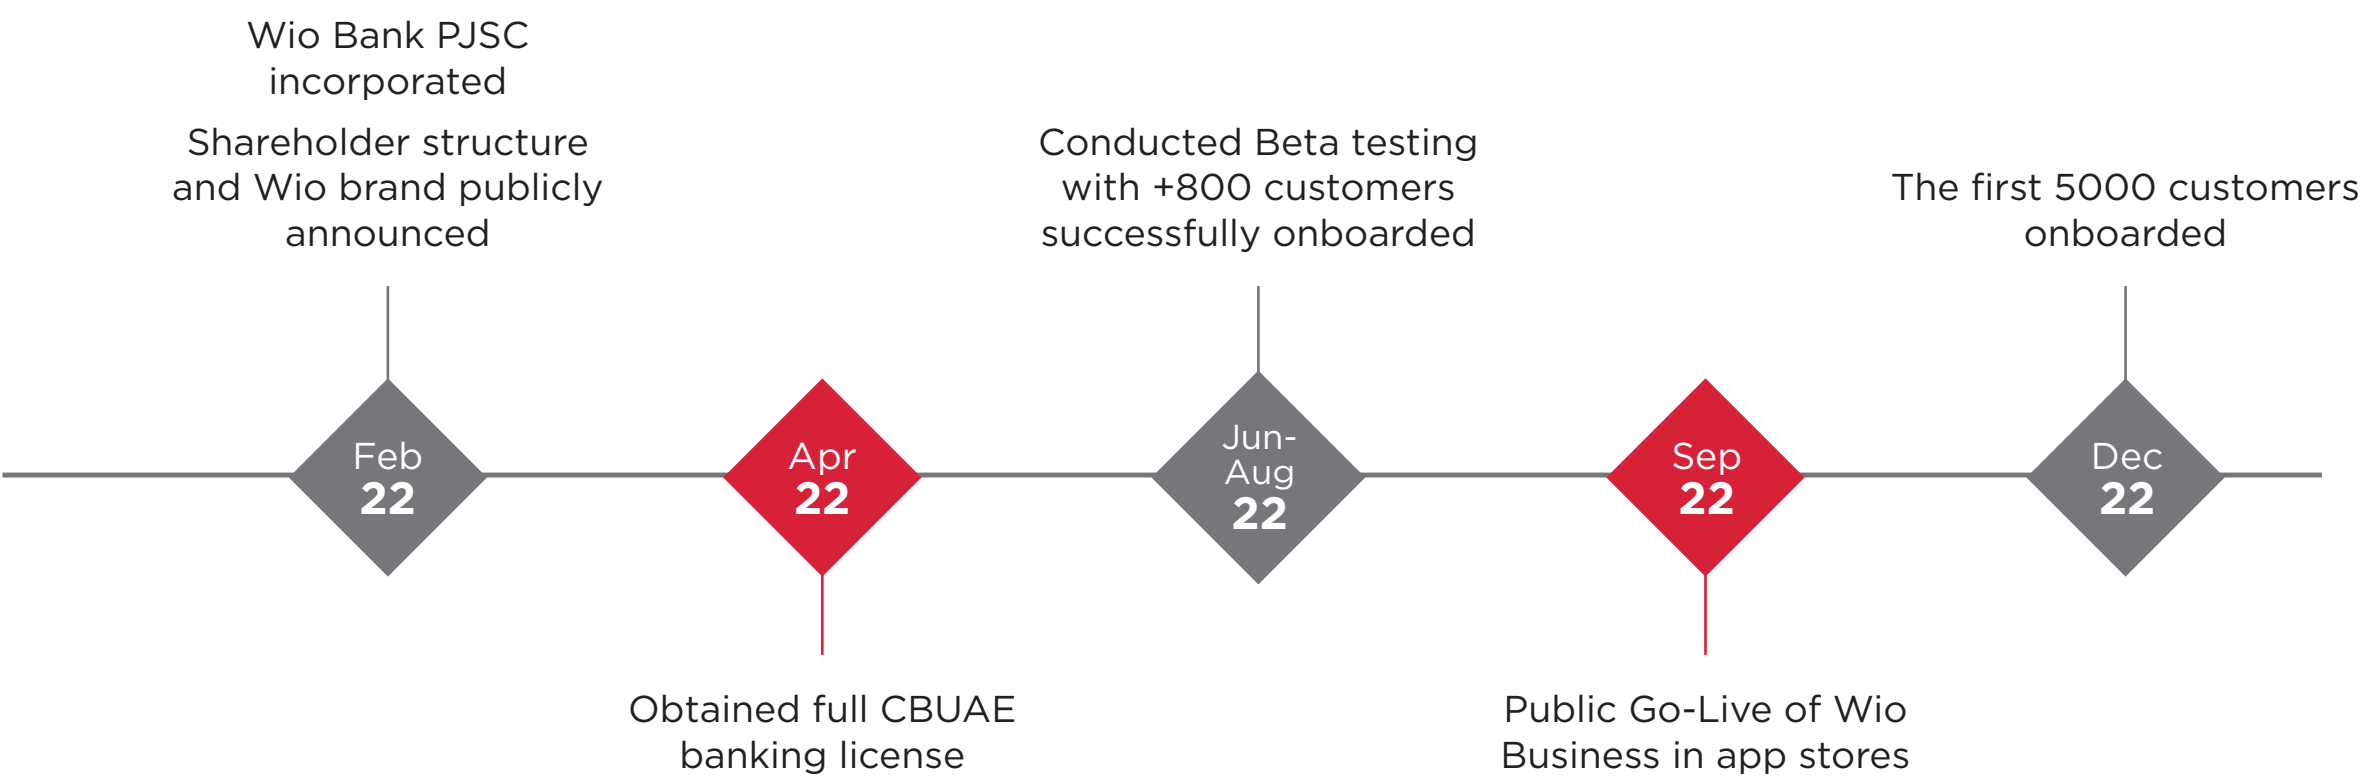 Wio Bank PJSC
incorporated
Shareholder structure
and Wio brand publicly
announced
Feb
22
Apr
22
Obtained full CBUAE
banking license
Conducted Beta testing
with +800 customers
successfully onboarded
Jun-
Aug
22
Sep
22
Public Go-Live of Wio
Business in app stores
The first 5000 customers
onboarded
Dec
22